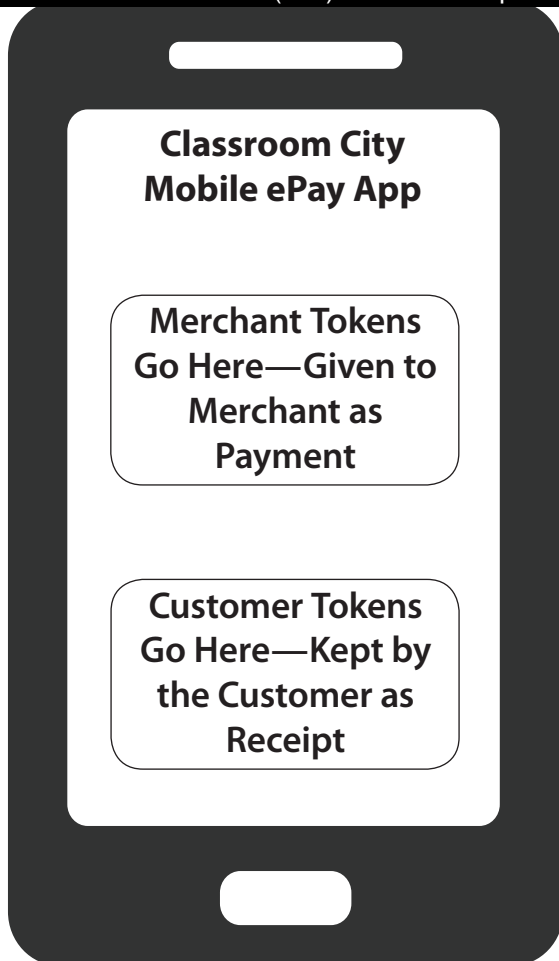 Classroom City
Mobile ePay App
Merchant Tokens
Go Here—Given to
Merchant as
Payment
Customer Tokens
Go Here—Kept by
the Customer as
Receipt